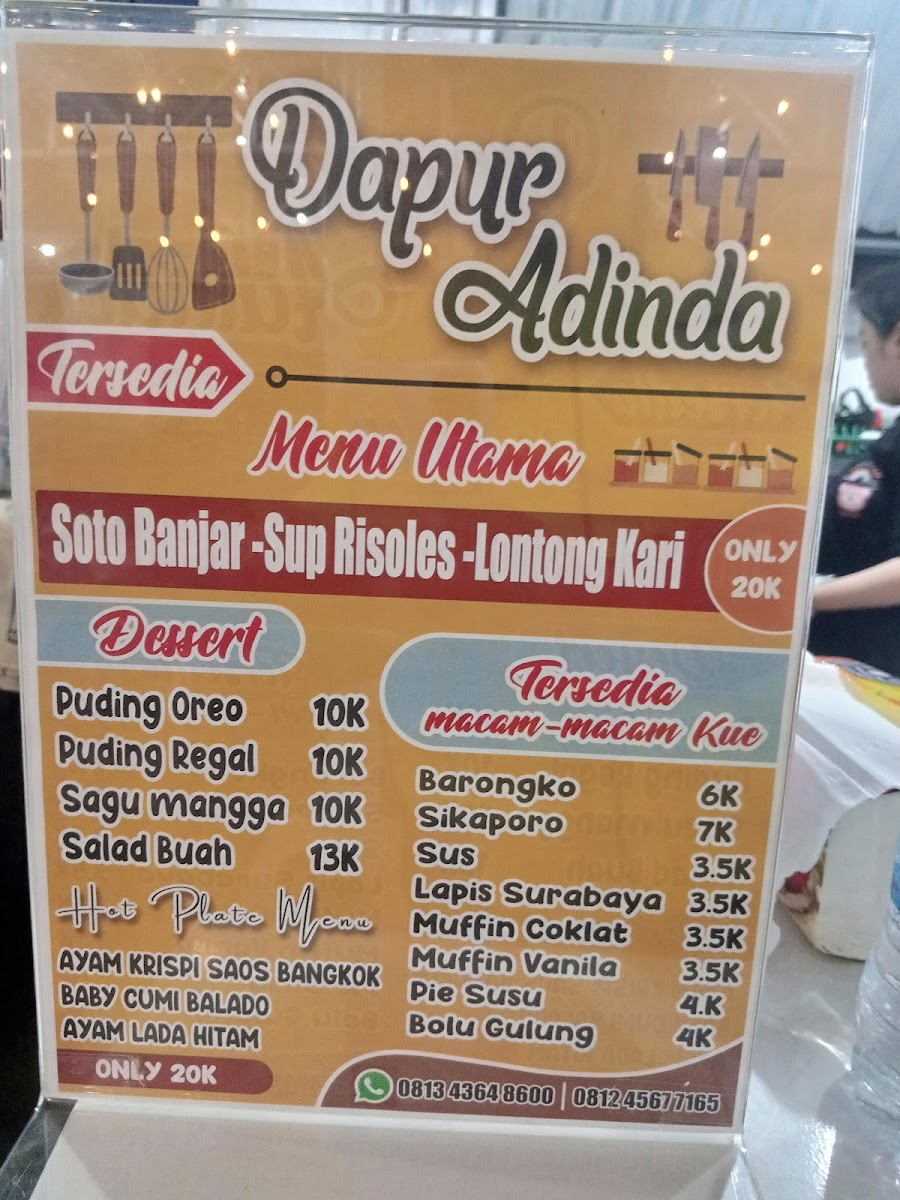 Dapur
Adinda
Tersedia
Menu Utama
Soto Banjar -Sup Risoles -Lontong Kari
ONLY
20K
Dessert
Puding Oreo 10K
Puding Regal 10K
Sagu mangga 10K
Salad Buah 13K
Hot Plate Menu
AYAM KRISPI SAOS BANGKOK
BABY CUMI BALADO
AYAM LADA HITAM
ONLY 20K
Tersedia
macam-macam Kue
Barongko 6K
Sikaporo 7K
Sus 3.5K
Lapis Surabaya 3.5K
Muffin Coklat 3.5K
Muffin Vanila 3.5K
Pie Susu 4.K
Bolu Gulung 4K
0813 4364 8600 | 0812 4567 7165